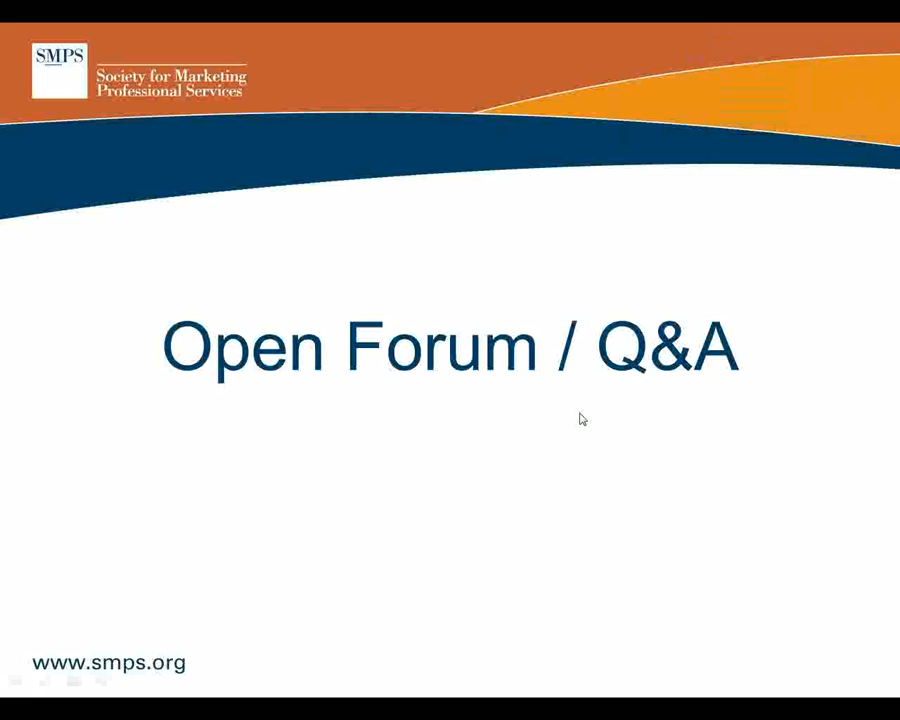 SMPS
Society for Marketing
Professional Services
Open Forum / Q&A
www.smps.org